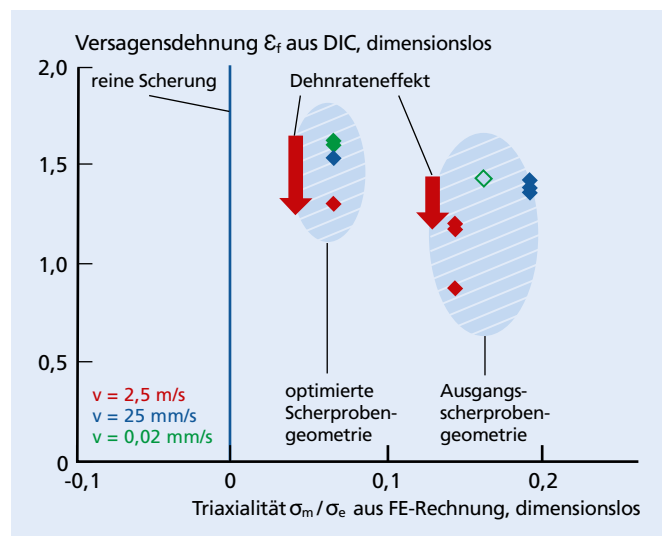 Versagensdehnung Ɛf aus DIC, dimensionslos
2,0
reine Scherung
Dehnrateneffekt
1,5
1,0
0,5
v = 2,5 m/s
v = 25 mm/s
v = 0,02 mm/s
optimierte
Scherproben-
geometrie
Ausgangs-
scherproben-
geometrie
0
-0,1
0
0,1
0,2
Triaxialität σm/σe aus FE-Rechnung, dimensionslos